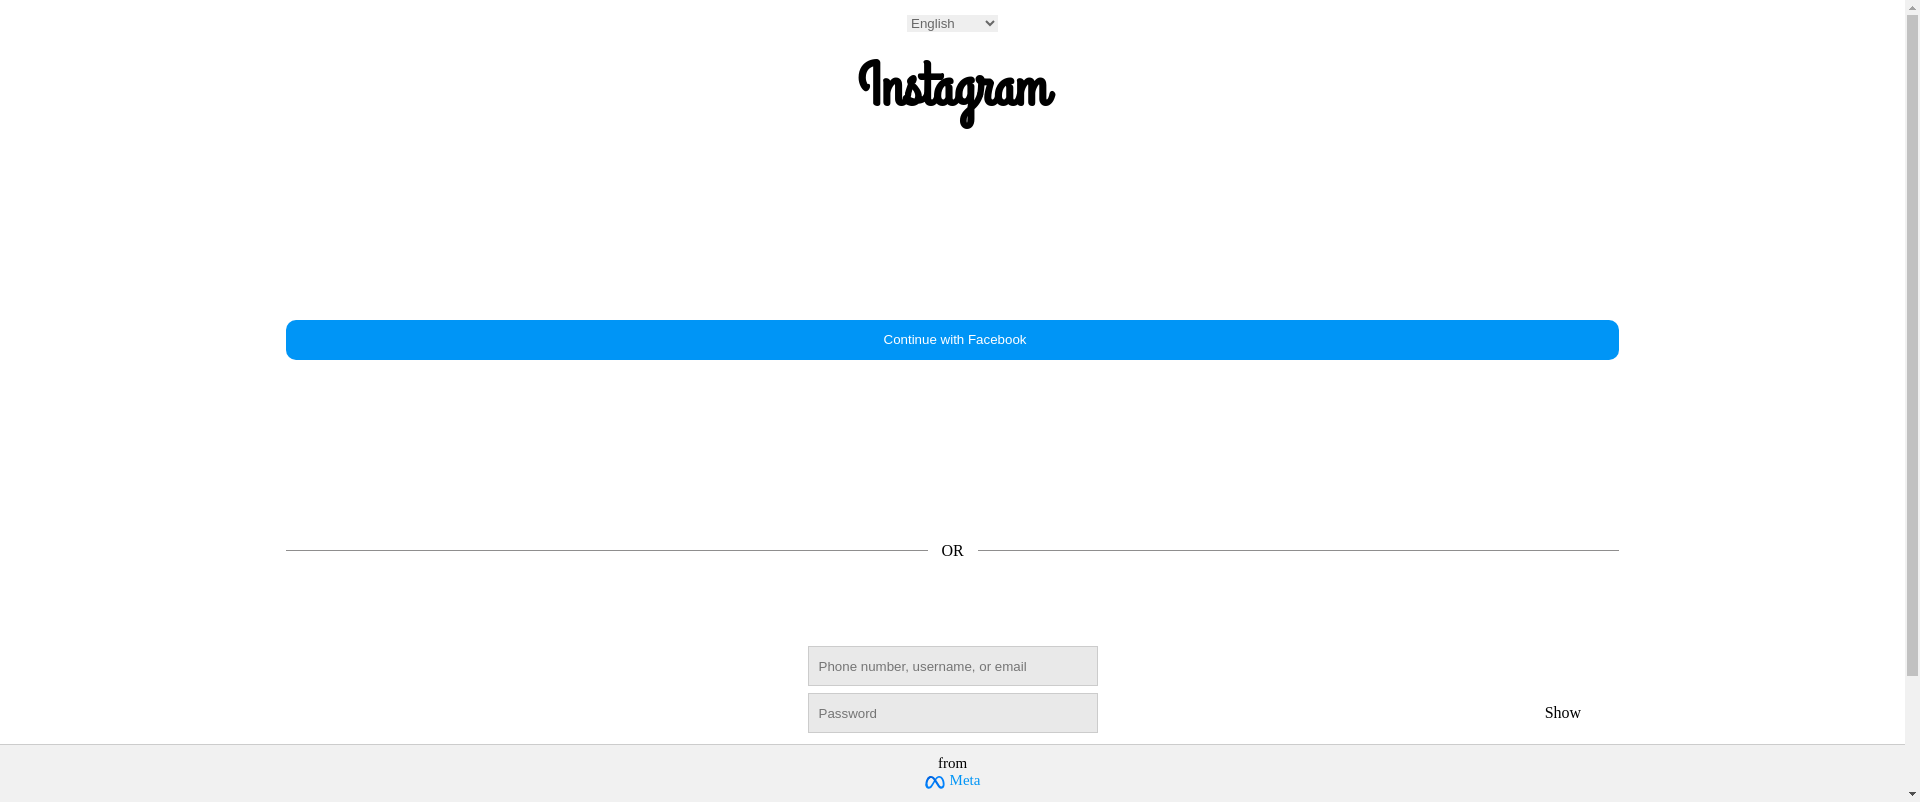 English
Instagram
Continue with Facebook
OR
Phone number, username, or email
Password
Show
from
Meta